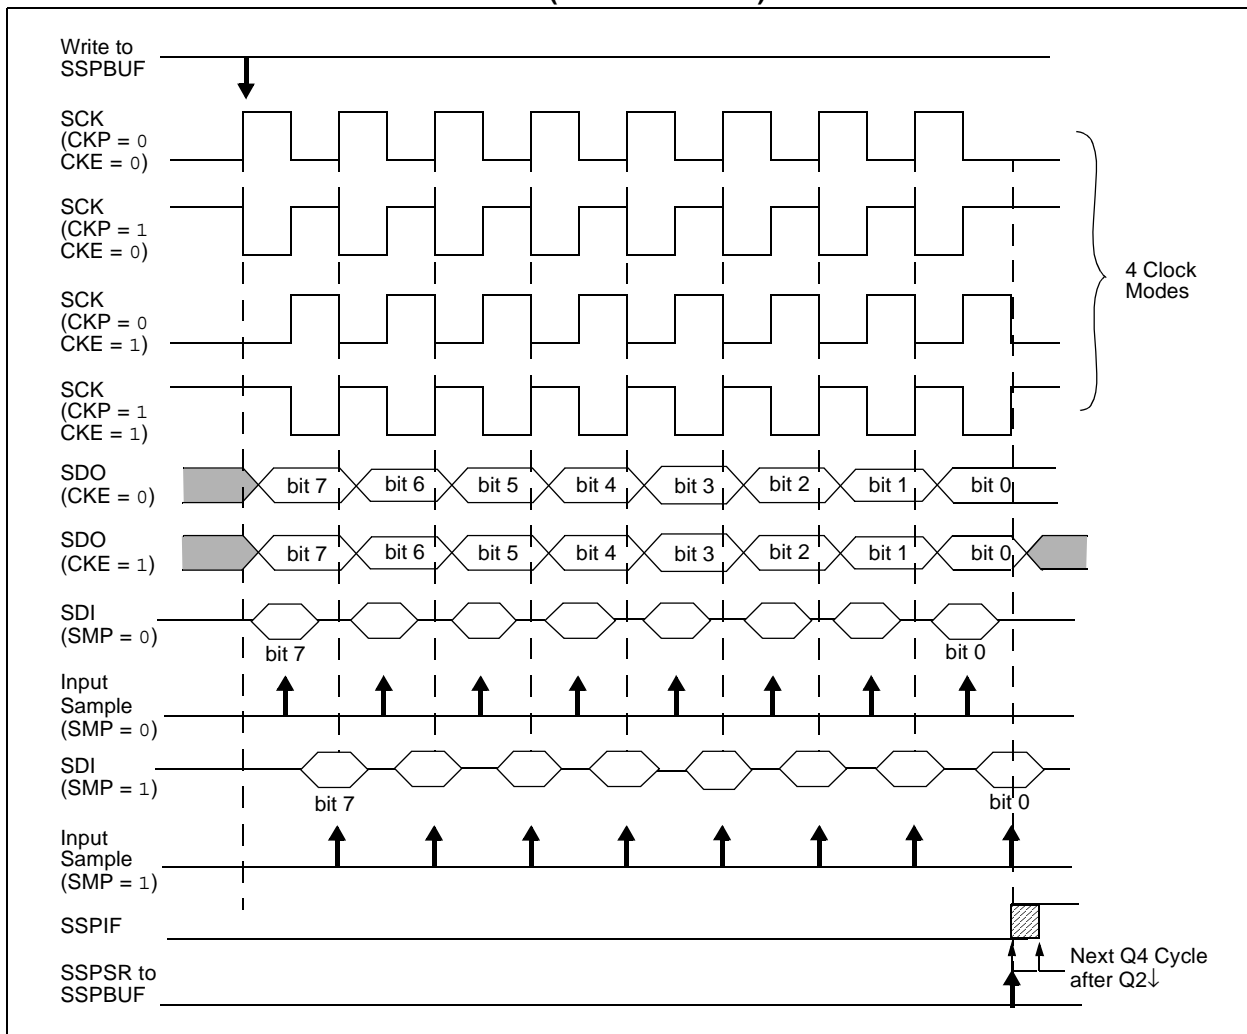 Write to
SSPBUF
SCK
(CKP = 0
CKE = 0)
SCK
(CKP = 1
CKE = 0)
4 Clock
Modes
SCK
(CKP = 0
CKE = 1)
SCK
(CKP = 1
CKE = 1)
SDO
(CKE = 0)
bit 7 bit 6 bit 5 bit 4 bit 3 bit 2 bit 1 bit 0
SDO
(CKE = 1)
bit 7 bit 6 bit 5 bit 4 bit 3 bit 2 bit 1 bit 0
SDI
(SMP = 0)
bit 7 bit 0
Input
Sample
(SMP = 0)
SDI
(SMP = 1)
bit 7 bit 0
Input
Sample
(SMP = 1)
SSPIF
Next Q4 Cycle
after Q2↓
SSPSR to
SSPBUF